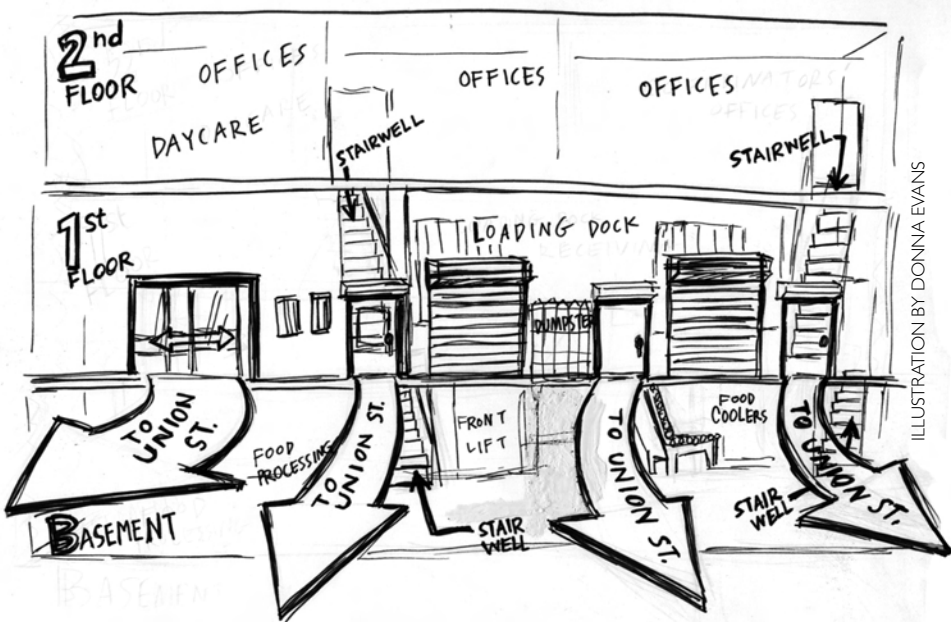 2nd
FLOOR
OFFICES
DAYCARE
OFFICES
OFFICES
STAIRWELL
STAIRWELL
1st
FLOOR
LOADING DOCK
DUMPSTER
TO
UNION
ST.
FOOD
PROCESSING
TO
UNION ST.
FRONT
LIFT
TO UNION
ST.
FOOD
COOLERS
TO UNION ST.
STAIR
WELL
STAIR
WELL
BASEMENT
ILLUSTRATION BY DONNA EVANS